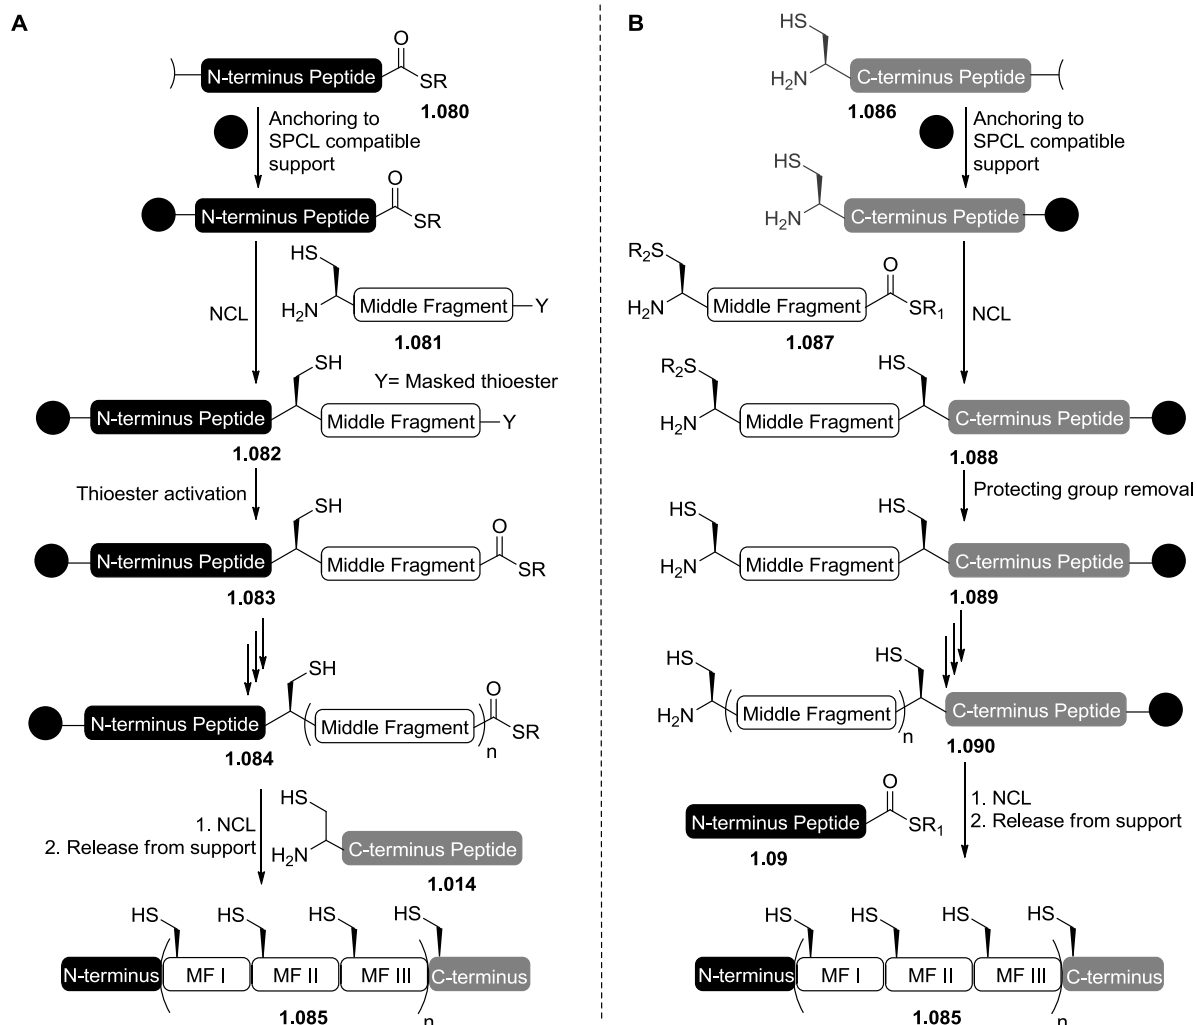 A
O
N-terminus Peptide
SR
1.080
Anchoring to
SPCL compatible
support
O
N-terminus Peptide
SR
HS
NCL
H2N
Middle Fragment
Y
1.081
SH
Y= Masked thioester
N-terminus Peptide
Middle Fragment
Y
1.082
Thioester activation
SH
O
N-terminus Peptide
Middle Fragment
SR
1.083
SH
O
N-terminus Peptide
Middle Fragment
n
SR
1.084
HS
1. NCL
2. Release from support
H2N
C-terminus Peptide
1.014
HS
HS
HS
HS
N-terminus
MF I
MF II
MF III
C-terminus
n
1.085
B
HS
H2N
C-terminus Peptide
1.086
Anchoring to
SPCL compatible
support
HS
H2N
C-terminus Peptide
R2S
O
H2N
Middle Fragment
SR1
NCL
1.087
R2S
HS
H2N
Middle Fragment
C-terminus Peptide
1.088
Protecting group removal
HS
HS
H2N
Middle Fragment
C-terminus Peptide
1.089
HS
HS
H2N
Middle Fragment
n
C-terminus Peptide
1.090
O
N-terminus Peptide
SR1
1.09
1. NCL
2. Release from support
HS
HS
HS
HS
N-terminus
MF I
MF II
MF III
C-terminus
n
1.085